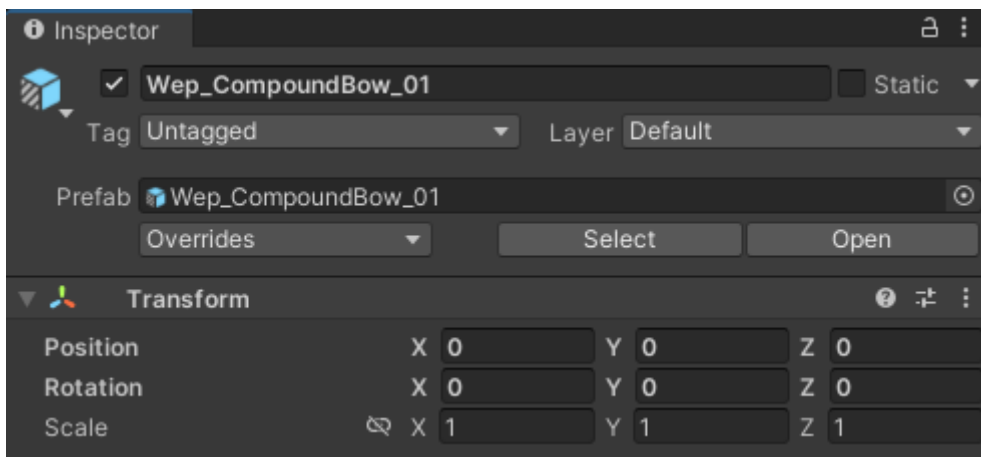 Inspector
Wep_CompoundBow_01 Static
Tag Untagged Layer Default
Prefab Wep_CompoundBow_01
Overrides Select Open
Transform
Position X 0 Y 0 Z 0
Rotation X 0 Y 0 Z 0
Scale X 1 Y 1 Z 1